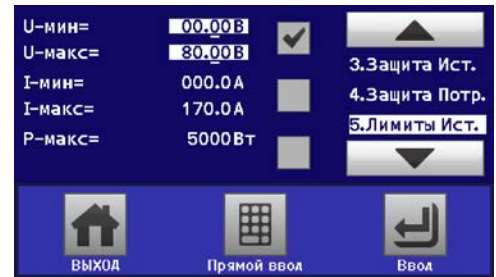 U-мин= 00.00В
U-макс= 80.00В
I-мин= 000.0А
I-макс= 170.0А
P-макс= 5000Вт
3.Защита Ист.
4.Защита Потр.
5.Лимиты Ист.
ВЫХОД
Прямой ввод
Ввод